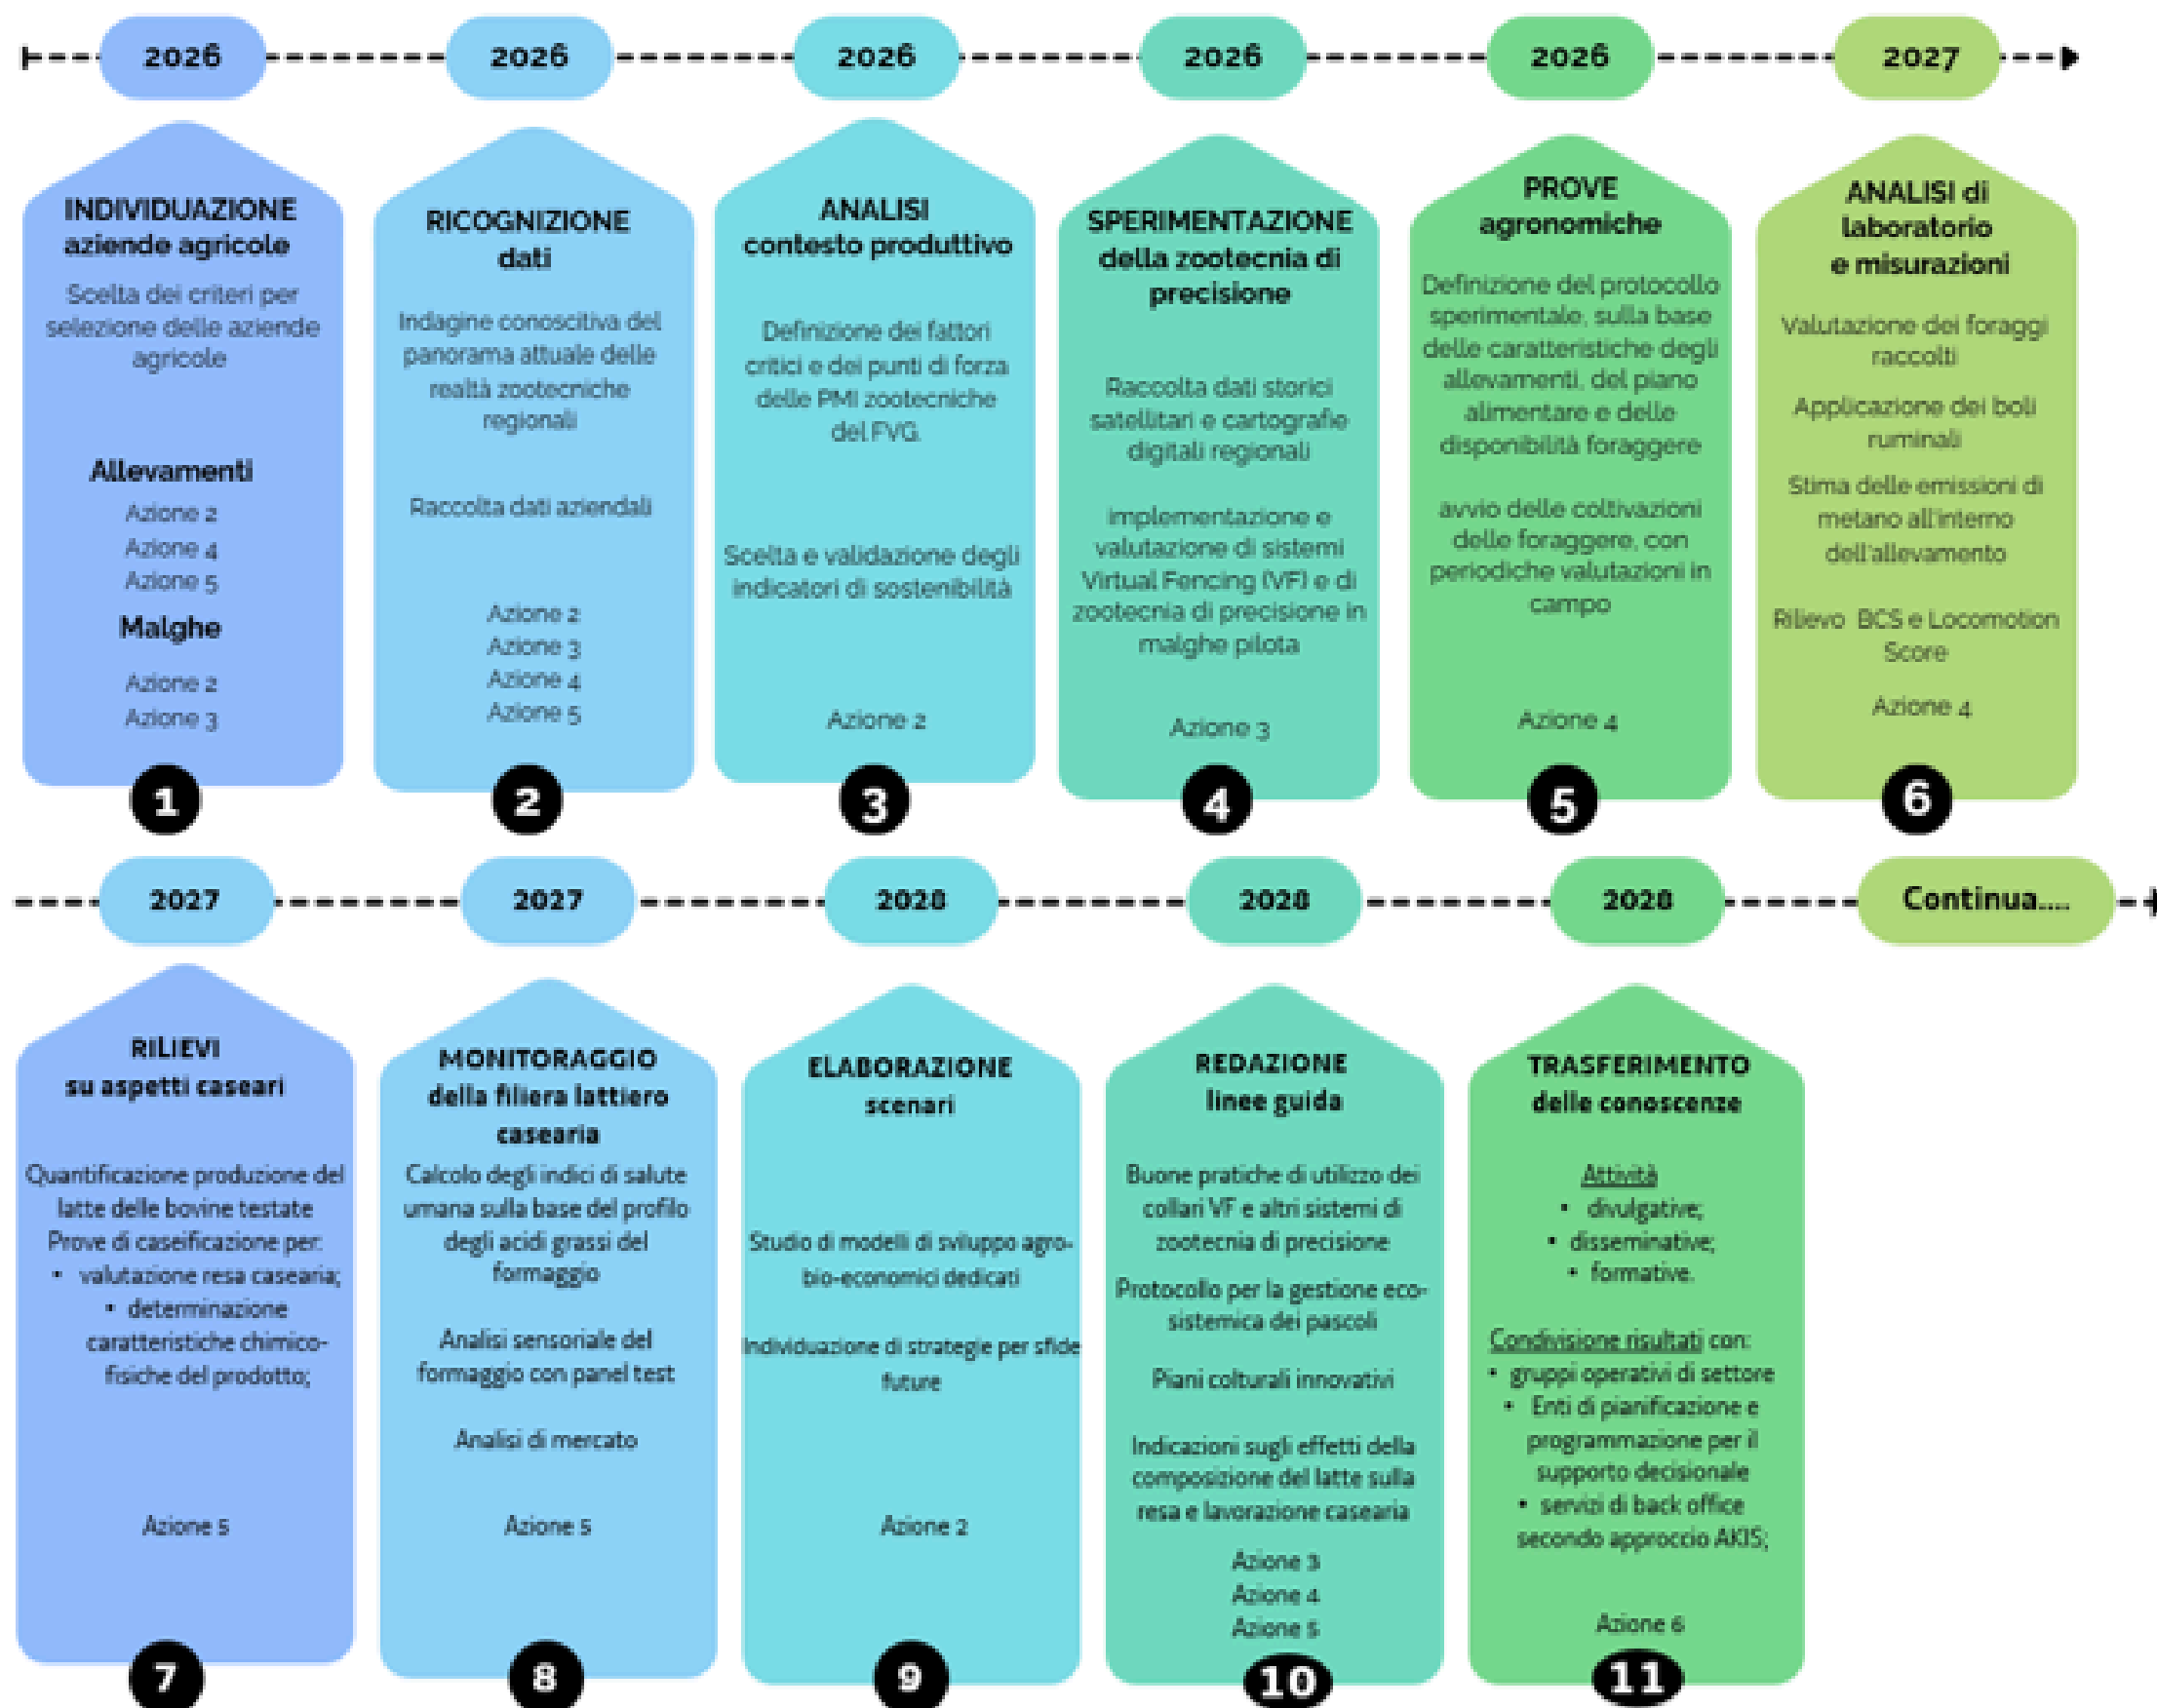 2026
2026
2026
2026
2026
2027
INDIVIDUAZIONE
aziende agricole
Scelta dei criteri per
selezione delle aziende
agricole
Allevamenti
Azione 2
Azione 4
Azione 5
Malghe
Azione 2
Azione 3
1
RICOGNIZIONE
dati
Indagine conoscitiva del
panorama attuale delle
realtà zootecniche
regionali
Raccolta dati aziendali
Azione 2
Azione 3
Azione 4
Azione 5
2
ANALISI
contesto produttivo
Definizione dei fattori
critici e dei punti di forza
delle PMI zootecniche
del FVG.
Scelta e validazione degli
indicatori di sostenibilità
Azione 2
3
SPERIMENTAZIONE
della zootecnia di
precisione
Raccolta dati storici
satellitari e cartografie
digitali regionali
implementazione e
valutazione di sistemi
Virtual Fencing (VF) e di
zootecnia di precisione in
malghe pilota
Azione 3
4
PROVE
agronomiche
Definizione del protocollo
sperimentale, sulla base
delle caratteristiche degli
allevamenti, del piano
alimentare e delle
disponibilità foraggere
avvio delle coltivazioni
delle foraggere, con
periodiche valutazioni in
campo
Azione 4
5
ANALISI di
laboratorio
e misurazioni
Valutazione dei foraggi
raccolti
Applicazione dei boli
ruminali
Stima delle emissioni di
metano all'interno
dell'allevamento
Rilievo BCS e Locomotion
Score
Azione 4
6
2027
2027
2028
2028
2028
Continua....
RILIEVI
su aspetti caseari
Quantificazione produzione del
latte delle bovine testate
Prove di caseificazione per:
• valutazione resa casearia;
• determinazione
caratteristiche chimico-
fisiche del prodotto;
Azione 5
7
MONITORAGGIO
della filiera lattiero
casearia
Calcolo degli indici di salute
umana sulla base del profilo
degli acidi grassi del
formaggio
Analisi sensoriale del
formaggio con panel test
Analisi di mercato
Azione 5
8
ELABORAZIONE
scenari
Studio di modelli di sviluppo agro-
bio-economici dedicati
Individuazione di strategie per sfide
future
Azione 2
9
REDAZIONE
linee guida
Buone pratiche di utilizzo dei
collari VF e altri sistemi di
zootecnia di precisione
Protocollo per la gestione eco-
sistemica dei pascoli
Piani colturali innovativi
Indicazioni sugli effetti della
composizione del latte sulla
resa e lavorazione casearia
Azione 3
Azione 4
Azione 5
10
TRASFERIMENTO
delle conoscenze
Attività
• divulgative;
• disseminative;
• formative.
Condivisione risultati con:
• gruppi operativi di settore
• Enti di pianificazione e
programmazione per il
supporto decisionale
• servizi di back office
secondo approccio AKIS;
Azione 6
11